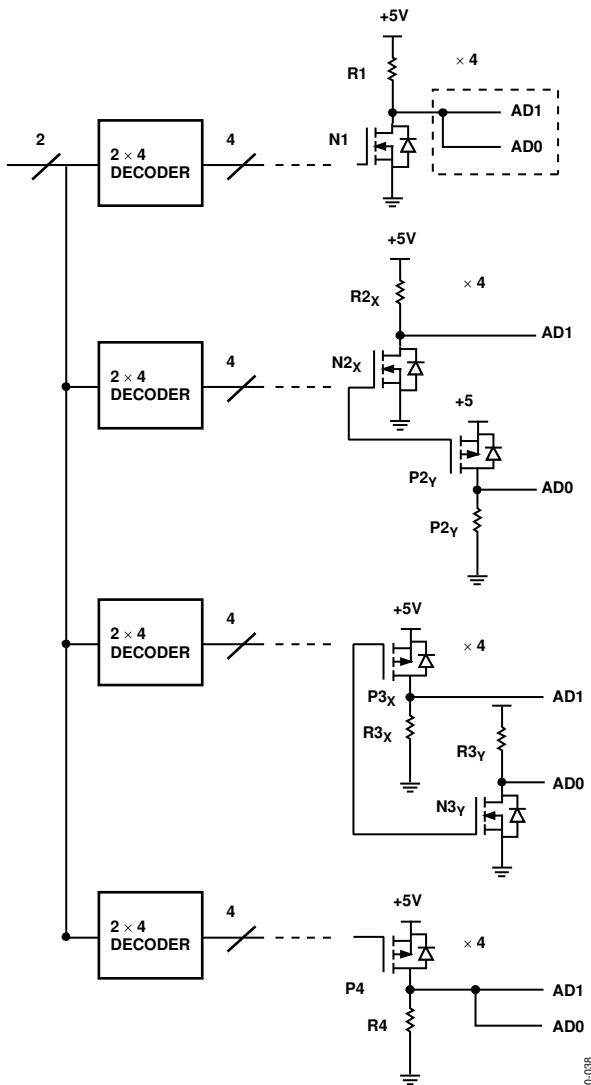 +5V
× 4
R1
AD1
AD0
2
2 × 4
DECODER
4
N1
+5V
× 4
R2X
AD1
N2X
2 × 4
DECODER
4
+5
P2Y
AD0
P2Y
+5V
× 4
2 × 4
DECODER
4
P3X
AD1
R3X
R3Y
AD0
N3Y
+5V
× 4
2 × 4
DECODER
4
P4
AD1
R4
AD0
0-038